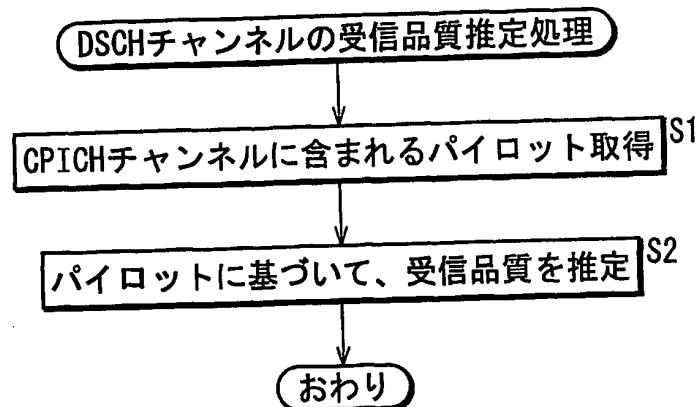 DSCHチャンネルの受信品質推定処理
CPICHチャンネルに含まれるパイロット取得
S1
パイロットに基づいて、受信品質を推定
S2
おわり